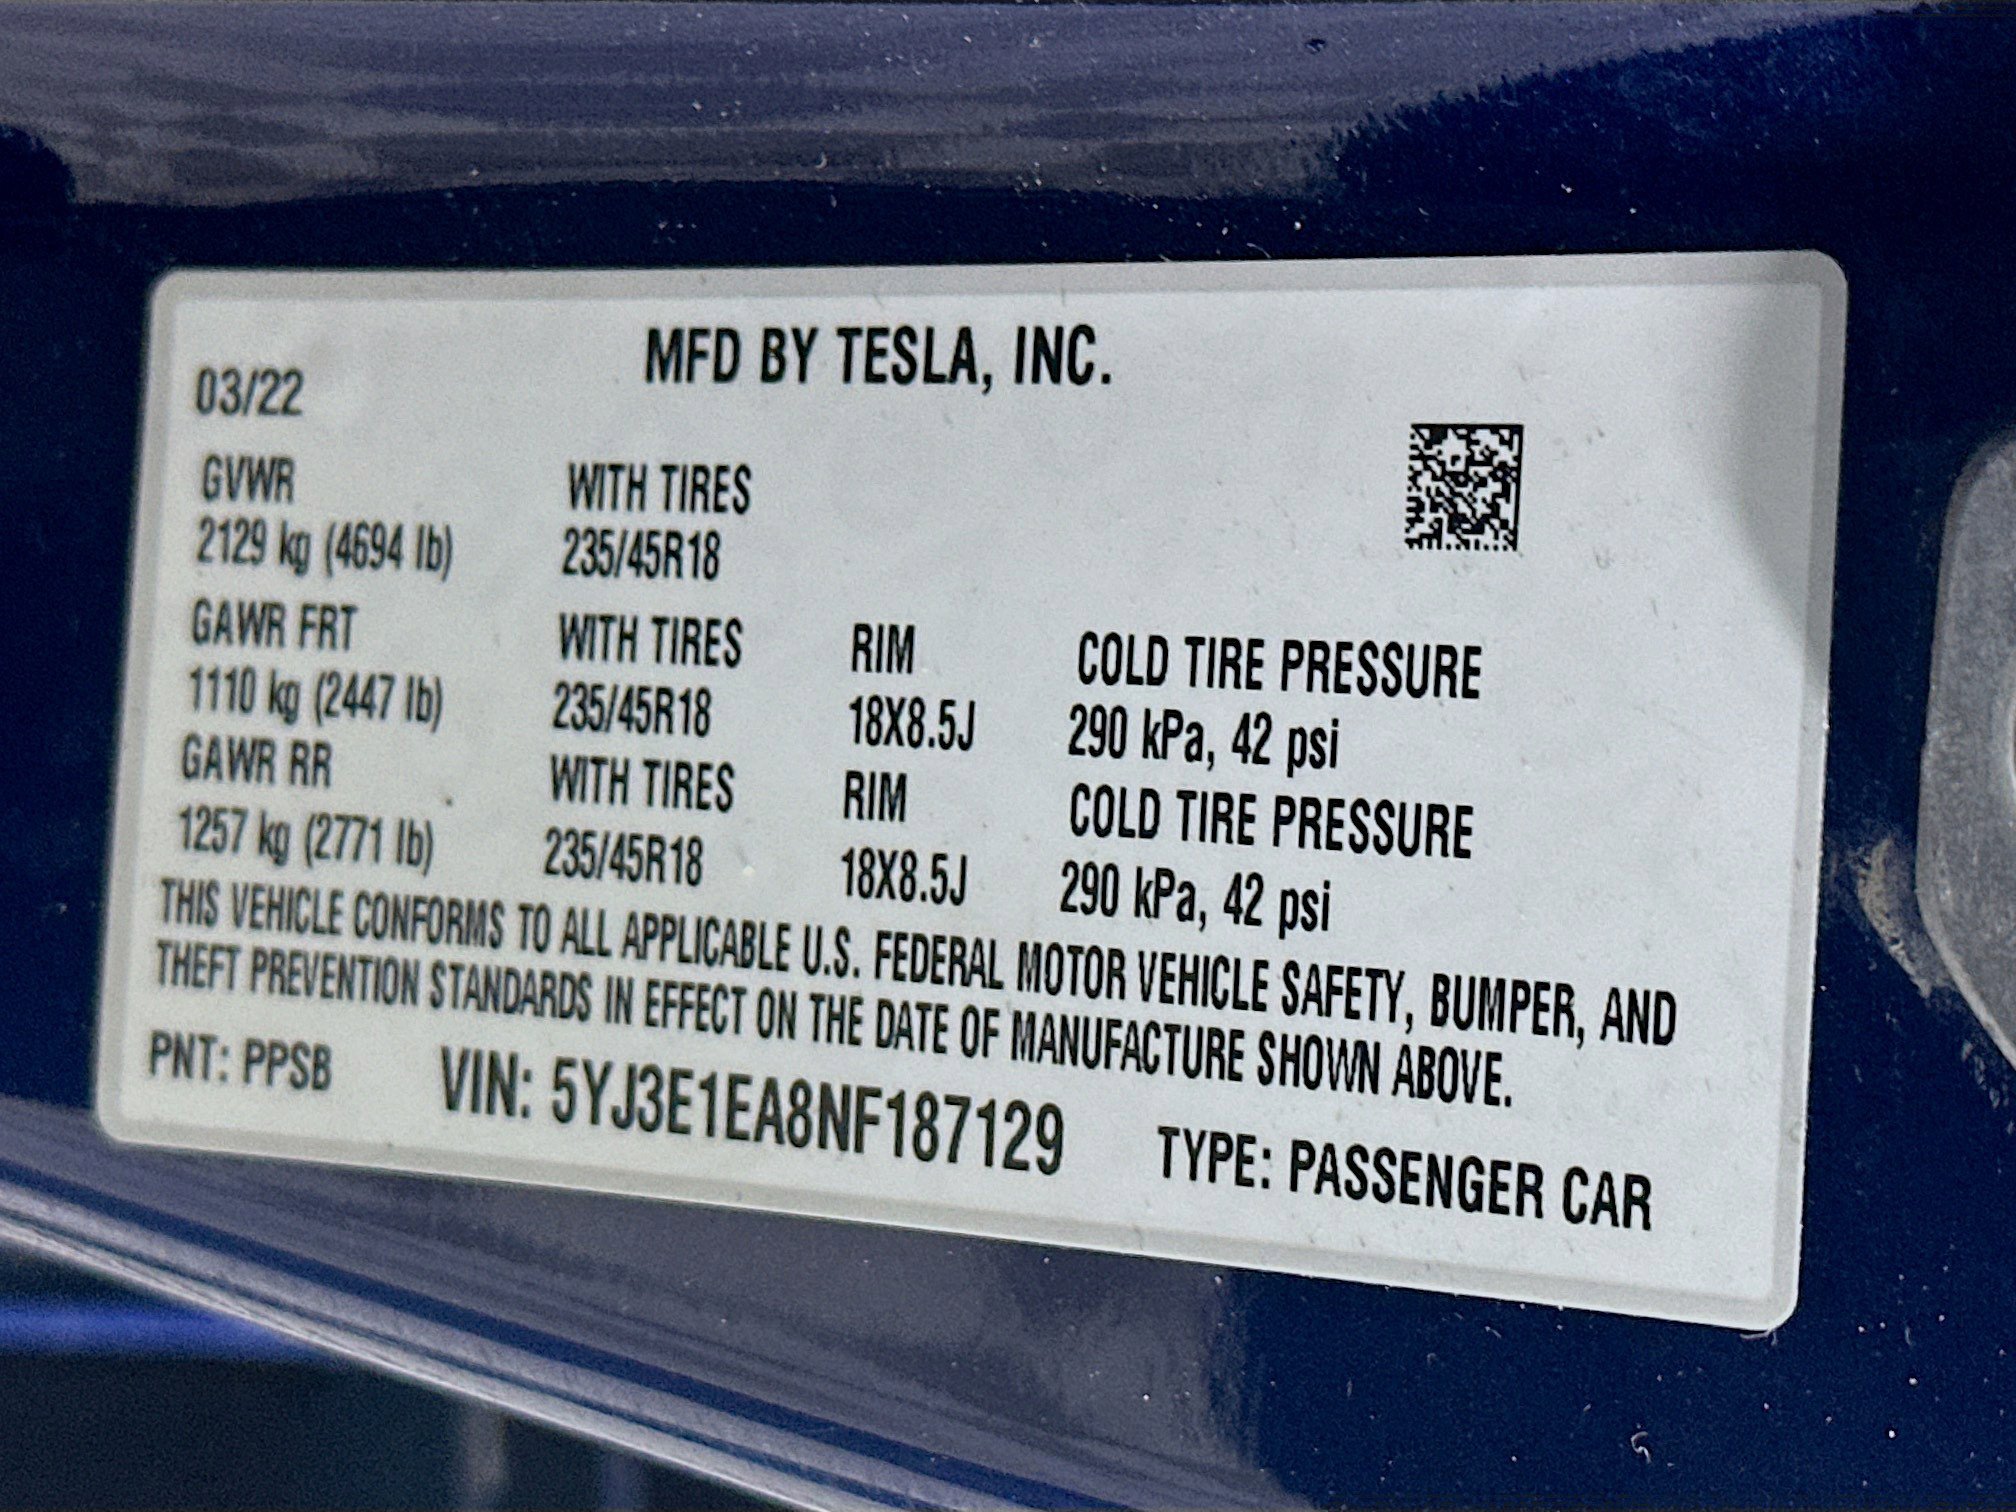 MFD BY TESLA, INC.
03/22
GVWR WITH TIRES
2129 kg (4694 lb) 235/45R18
GAWR FRT WITH TIRES RIM COLD TIRE PRESSURE
1110 kg (2447 lb) 235/45R18 18X8.5J 290 kPa, 42 psi
GAWR RR WITH TIRES RIM COLD TIRE PRESSURE
1257 kg (2771 lb) 235/45R18 18X8.5J 290 kPa, 42 psi
THIS VEHICLE CONFORMS TO ALL APPLICABLE U.S. FEDERAL MOTOR VEHICLE SAFETY, BUMPER, AND
THEFT PREVENTION STANDARDS IN EFFECT ON THE DATE OF MANUFACTURE SHOWN ABOVE.
PNT: PPSB VIN: 5YJ3E1EA8NF187129 TYPE: PASSENGER CAR